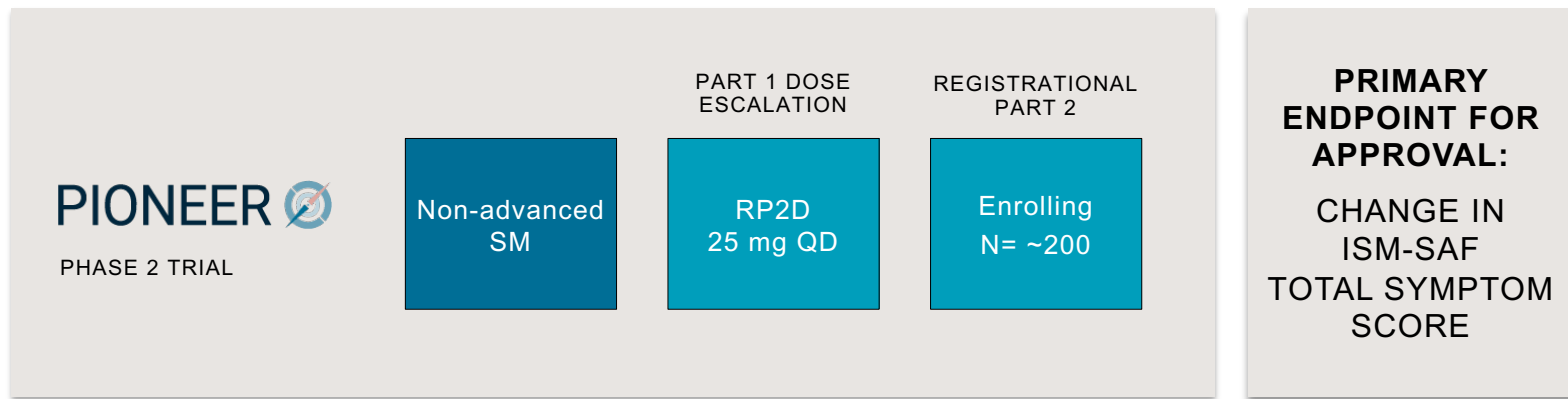 PIONEER
PHASE 2 TRIAL
Non-advanced
SM
PART 1 DOSE
ESCALATION
RP2D
25 mg QD
REGISTRATIONAL
PART 2
Enrolling
N= ~200
PRIMARY
ENDPOINT FOR
APPROVAL:
CHANGE IN
ISM-SAF
TOTAL SYMPTOM
SCORE